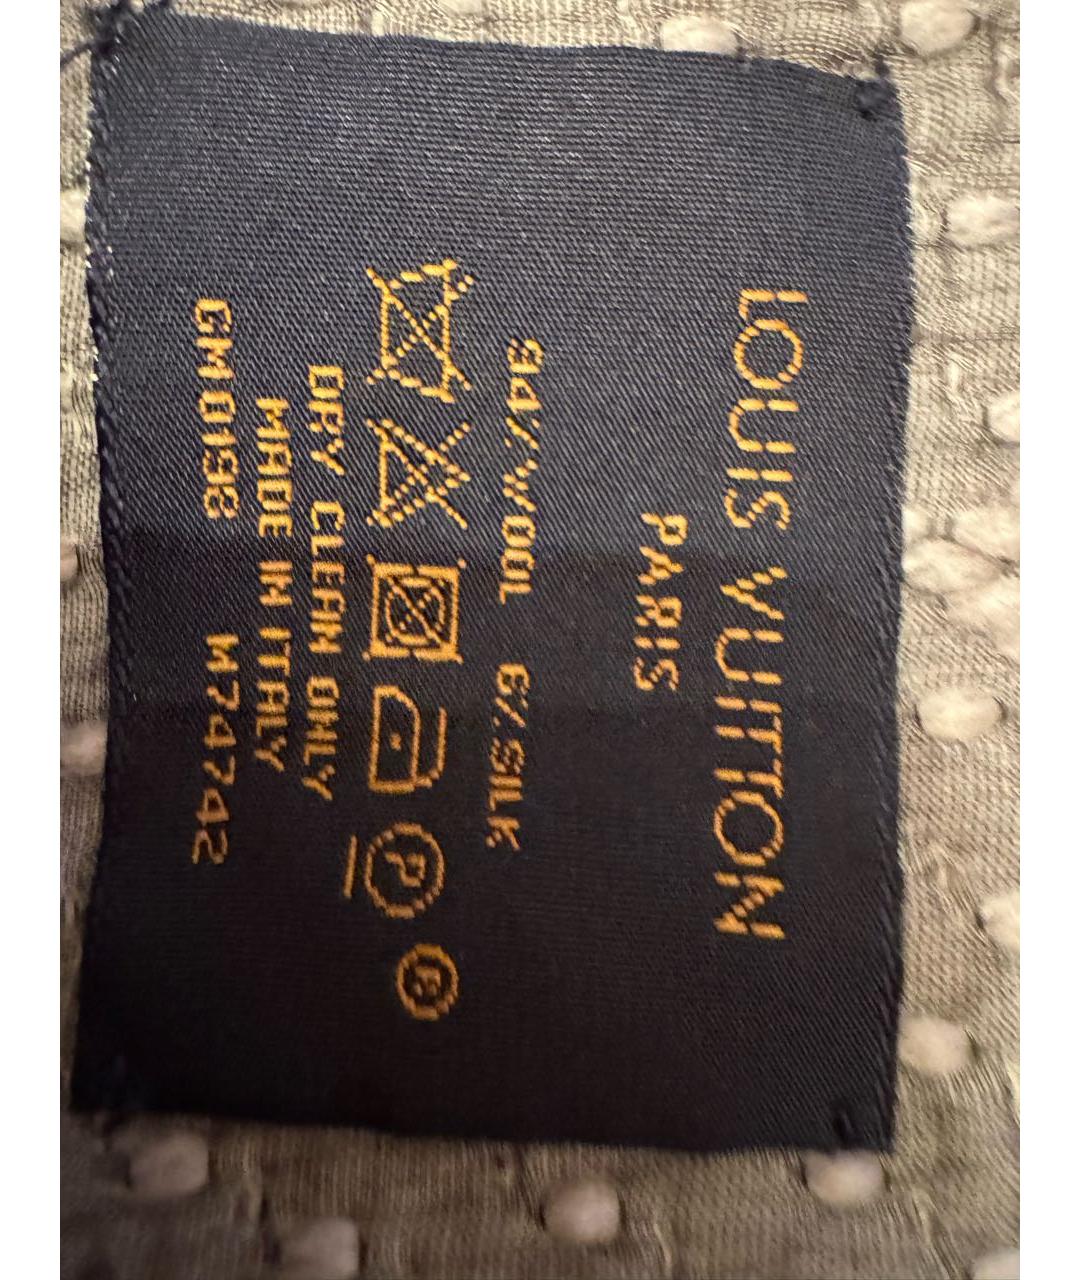 LOUIS VUITTON
PARIS
94% WOOL 6% SILK
P ®
DRY CLEAN ONLY
MADE IN ITALY
GM0198 M74742